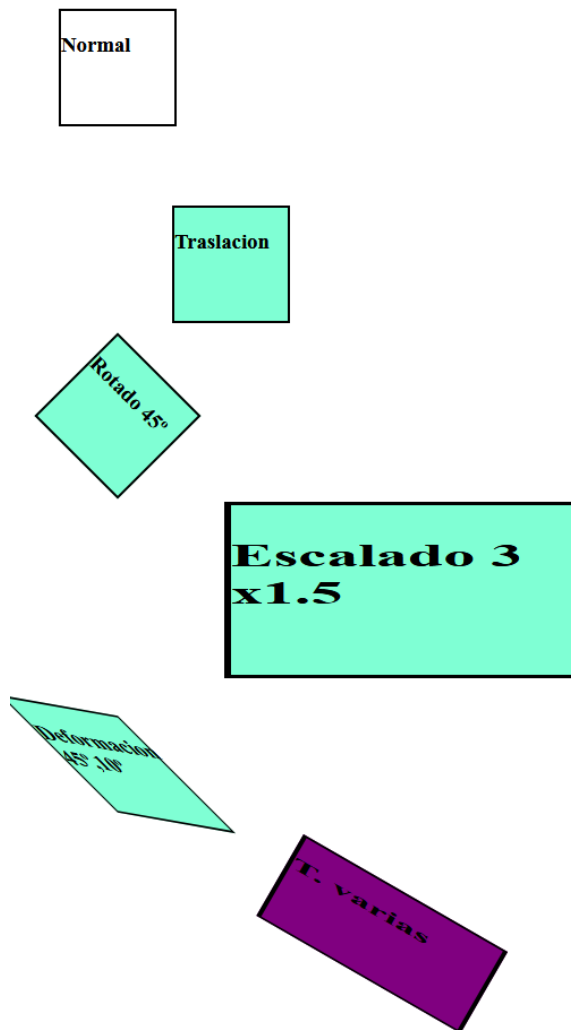 Normal
Traslacion
Rotado 45º
Escalado 3
x1.5
Deformacion
45º ,10º
T. varias